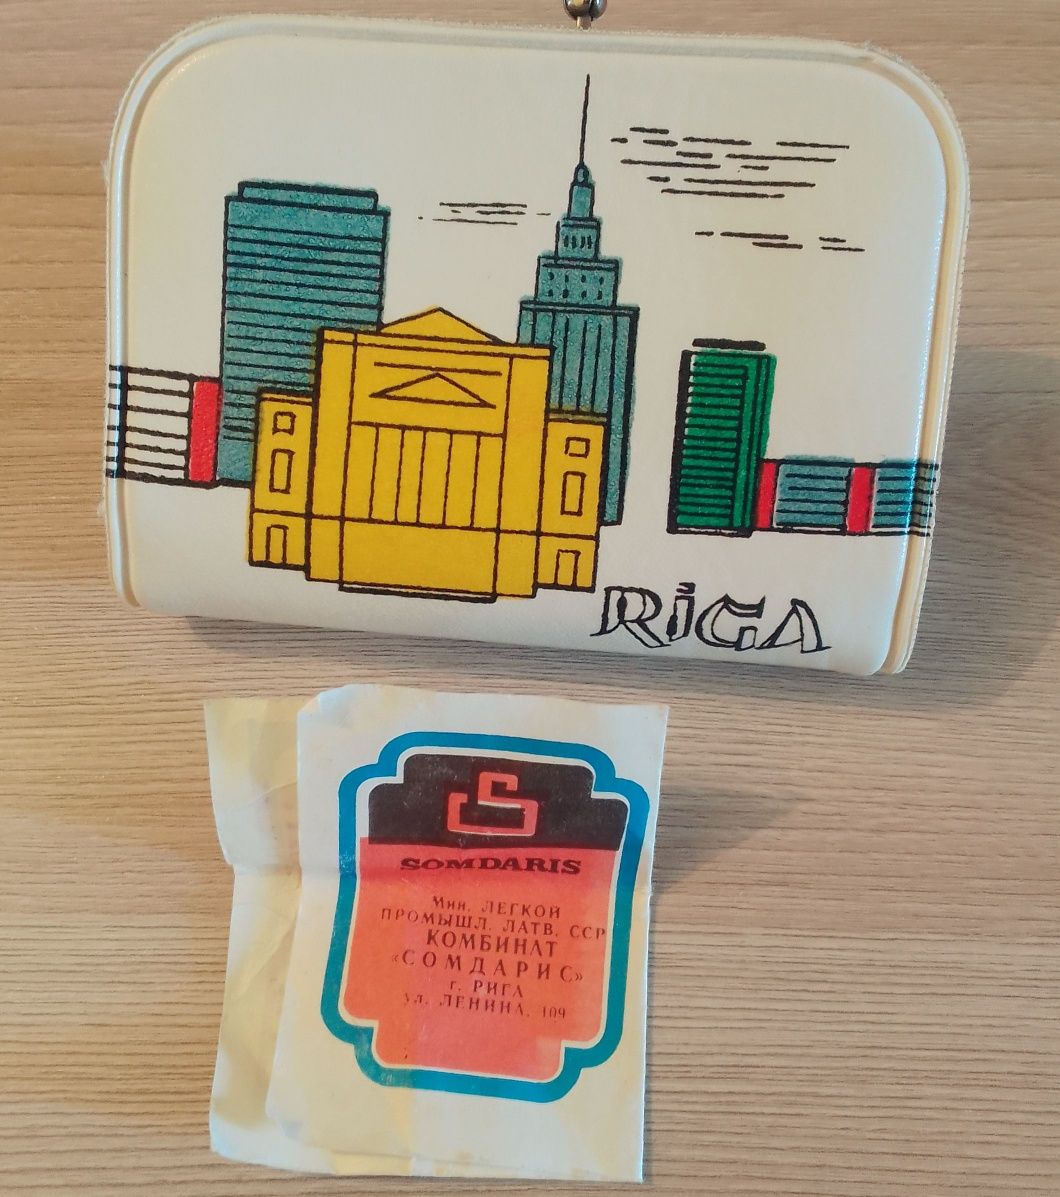 RIGA
SOMDARIS
Мин. ЛЕГКОЙ
ПРОМЫШЛ. ЛАТВ. ССР
КОМБИНАТ
«СОМДАРИС»
г. РИГА
ул. ЛЕНИНА, 109